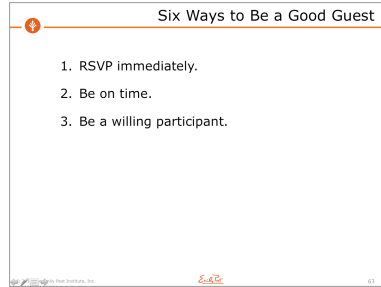 Six Ways to Be a Good Guest
1. RSVP immediately.
2. Be on time.
3. Be a willing participant.
Post Institute, Inc.
63